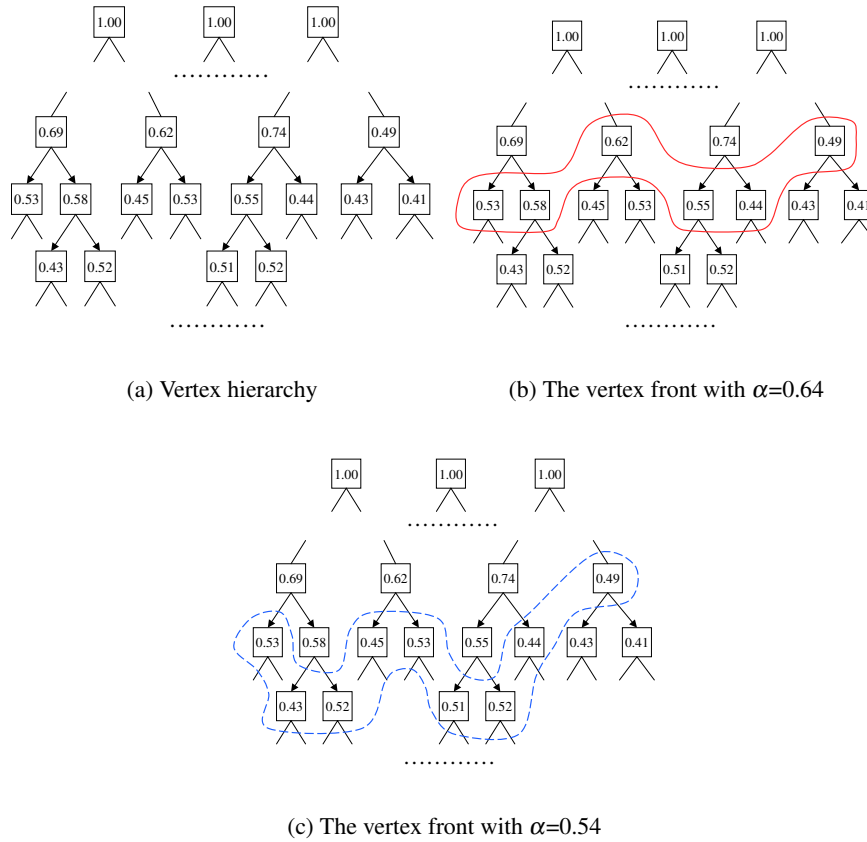 1.00 1.00 1.00
............
0.69 0.62 0.74 0.49
0.53 0.58 0.45 0.53 0.55 0.44 0.43 0.41
0.43 0.52 0.51 0.52
............
(a) Vertex hierarchy
1.00 1.00 1.00
............
0.69 0.62 0.74 0.49
0.53 0.58 0.45 0.53 0.55 0.44 0.43 0.41
0.43 0.52 0.51 0.52
............
(b) The vertex front with α=0.64
1.00 1.00 1.00
............
0.69 0.62 0.74 0.49
0.53 0.58 0.45 0.53 0.55 0.44 0.43 0.41
0.43 0.52 0.51 0.52
............
(c) The vertex front with α=0.54